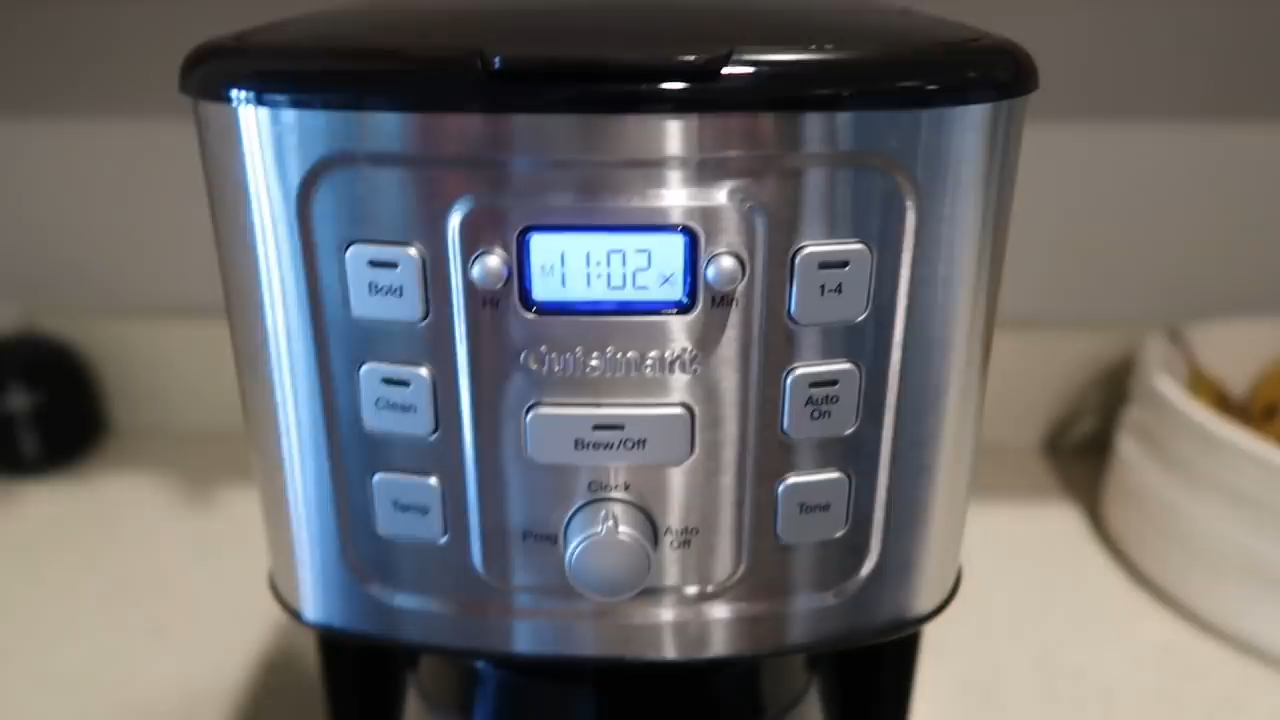 11:02
Hr
Min
Bold
1-4
Cuisinart
Clean
Auto
On
Brew/Off
Temp
Clock
Tone
Prog
Auto
Off